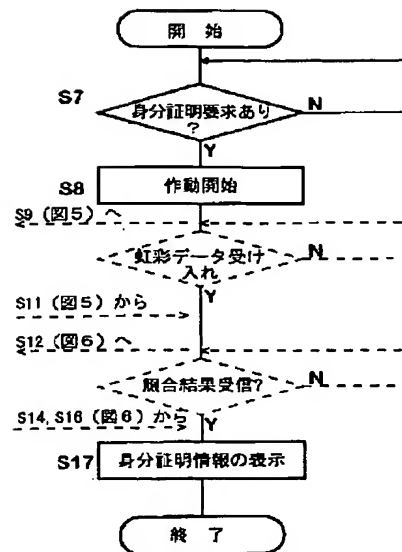 開 始
S7
身分証明要求あり
?
N
Y
S8
作動開始
S9 (図5) へ
虹彩データ受け
入れ
N
Y
S11 (図5) から
S12 (図6) へ
照合結果受信?
N
S14, S16 (図6) から
Y
S17
身分証明情報の表示
終 了